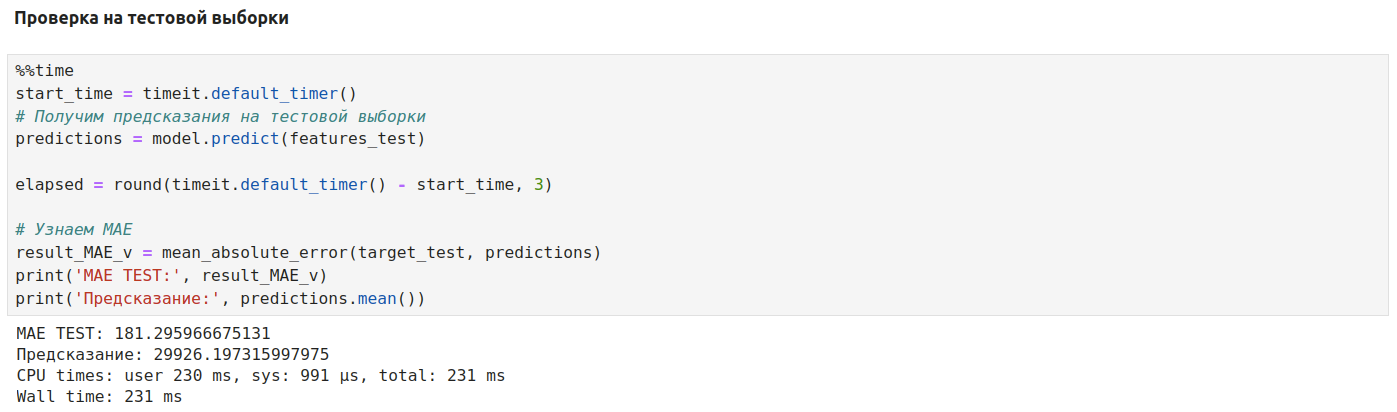 Проверка на тестовой выборки
%%time
start_time = timeit.default_timer()
# Получим предсказания на тестовой выборки
predictions = model.predict(features_test)
elapsed = round(timeit.default_timer() - start_time, 3)
# Узнаем MAE
result_MAE_v = mean_absolute_error(target_test, predictions)
print('MAE TEST:', result_MAE_v)
print('Предсказание:', predictions.mean())
MAE TEST: 181.295966675131
Предсказание: 29926.197315997975
CPU times: user 230 ms, sys: 991 µs, total: 231 ms
Wall time: 231 ms